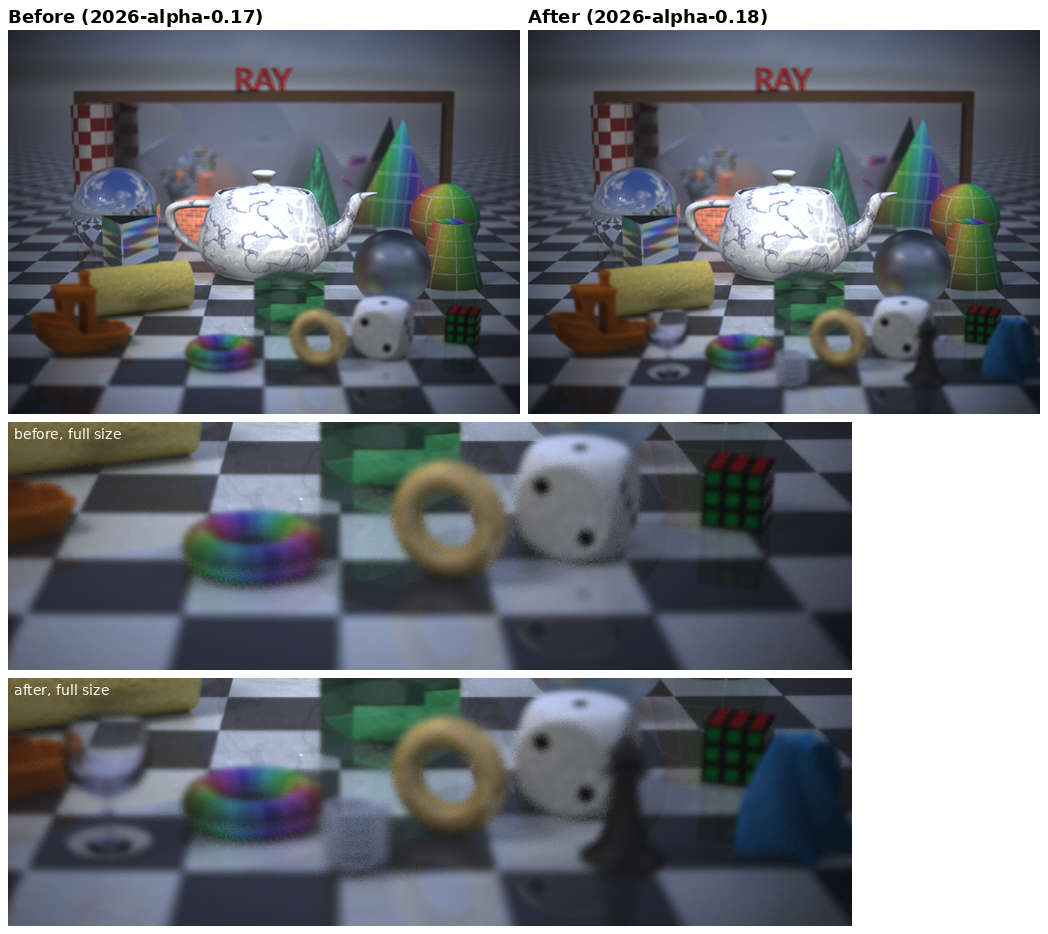 Before (2026-alpha-0.17)
After (2026-alpha-0.18)
RAY
RAY
before, full size
after, full size